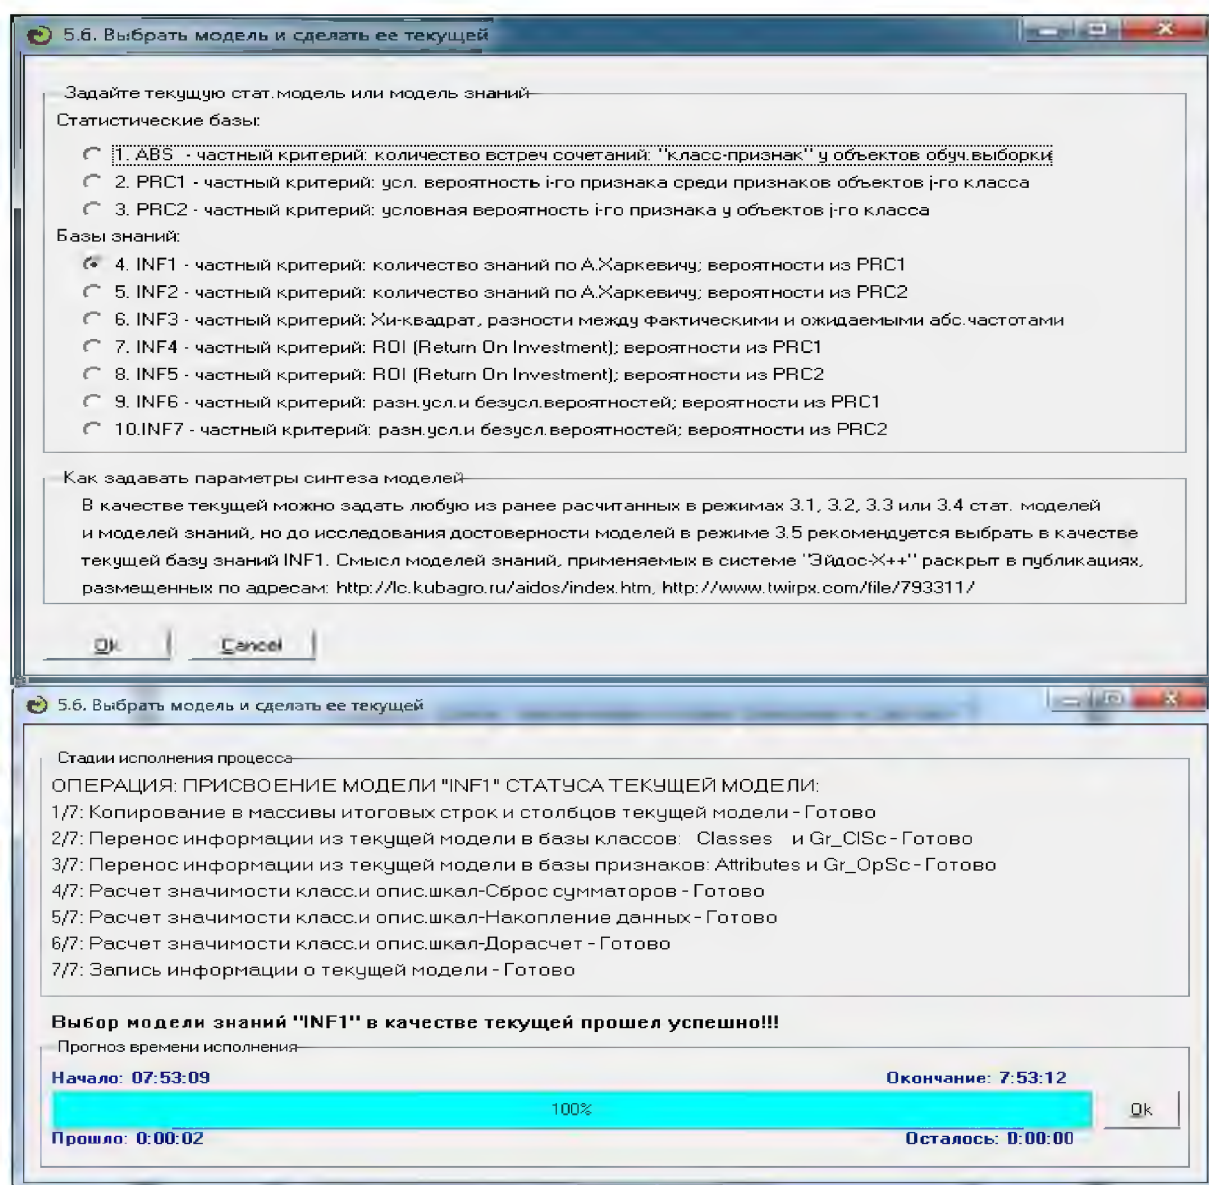 5.6. Выбрать модель и сделать ее текущей
Задайте текущую стат.модель или модель знаний
Статистические базы:
1. ABS - частный критерий: количество встреч сочетаний: "класс-признак" у объектов обуч.выборки
2. PRC1 - частный критерий: усл. вероятность i-го признака среди признаков объектов j-го класса
3. PRC2 - частный критерий: условная вероятность i-го признака у объектов j-го класса
Базы знаний:
4. INF1 - частный критерий: количество знаний по А.Харкевичу; вероятности из PRC1
5. INF2 - частный критерий: количество знаний по А.Харкевичу; вероятности из PRC2
6. INF3 - частный критерий: Хи-квадрат, разности между фактическими и ожидаемыми абс.частотами
7. INF4 - частный критерий: ROI (Return On Investment); вероятности из PRC1
8. INF5 - частный критерий: ROI (Return On Investment); вероятности из PRC2
9. INF6 - частный критерий: разн.усл.и безусл.вероятностей; вероятности из PRC1
10.INF7 - частный критерий: разн.усл.и безусл.вероятностей; вероятности из PRC2
Как задавать параметры синтеза моделей
В качестве текущей можно задать любую из ранее расчитанных в режимах 3.1, 3.2, 3.3 или 3.4 стат. моделей
и моделей знаний, но до исследования достоверности моделей в режиме 3.5 рекомендуется выбрать в качестве
текущей базу знаний INF1. Смысл моделей знаний, применяемых в системе "Эйдос-X++" раскрыт в публикациях,
размещенных по адресам: http://lc.kubagro.ru/aidos/index.htm, http://www.twirpx.com/file/793311/
Ok Cancel
5.6. Выбрать модель и сделать ее текущей
Стадии исполнения процесса
ОПЕРАЦИЯ: ПРИСВОЕНИЕ МОДЕЛИ "INF1" СТАТУСА ТЕКУЩЕЙ МОДЕЛИ:
1/7: Копирование в массивы итоговых строк и столбцов текущей модели - Готово
2/7: Перенос информации из текущей модели в базы классов: Classes и Gr_ClSc - Готово
3/7: Перенос информации из текущей модели в базы признаков: Attributes и Gr_OpSc - Готово
4/7: Расчет значимости класс.и опис.шкал-Сброс сумматоров - Готово
5/7: Расчет значимости класс.и опис.шкал-Накопление данных - Готово
6/7: Расчет значимости класс.и опис.шкал-Дорасчет - Готово
7/7: Запись информации о текущей модели - Готово
Выбор модели знаний "INF1" в качестве текущей прошел успешно!!!
Прогноз времени исполнения
Начало: 07:53:09 Окончание: 7:53:12
100% Ok
Прошло: 0:00:02 Осталось: 0:00:00